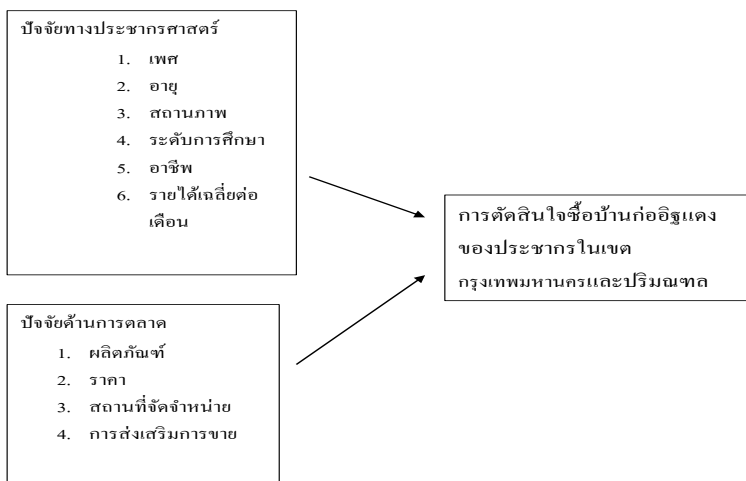 ปัจจัยทางประชากรศาสตร์
1. เพศ
2. อายุ
3. สถานภาพ
4. ระดับการศึกษา
5. อาชีพ
6. รายได้เฉลี่ยต่อ
เดือน
การตัดสินใจซื้อบ้านก่ออิฐแดง
ของประชากรในเขต
กรุงเทพมหานครและปริมณฑล
ปัจจัยด้านการตลาด
1. ผลิตภัณฑ์
2. ราคา
3. สถานที่จัดจำหน่าย
4. การส่งเสริมการขาย